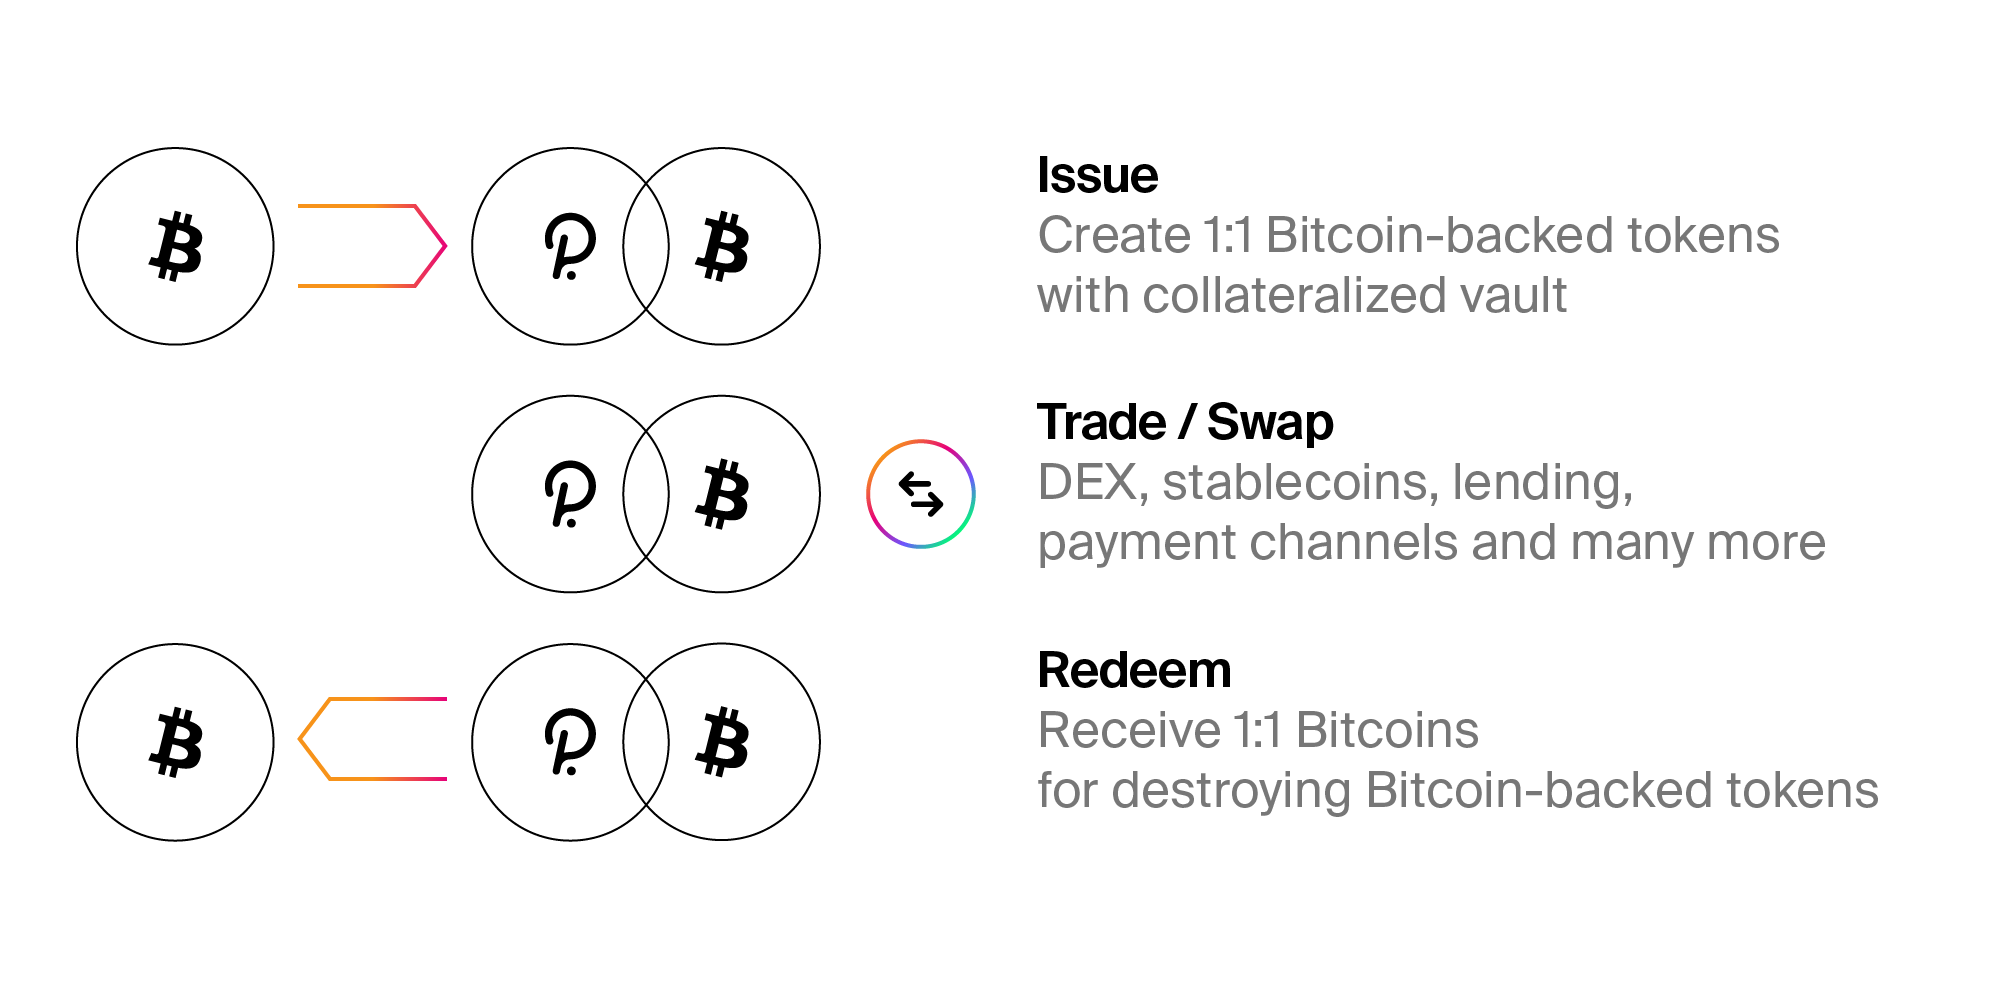 Issue
Create 1:1 Bitcoin-backed tokens
with collateralized vault
Trade / Swap
DEX, stablecoins, lending,
payment channels and many more
Redeem
Receive 1:1 Bitcoins
for destroying Bitcoin-backed tokens